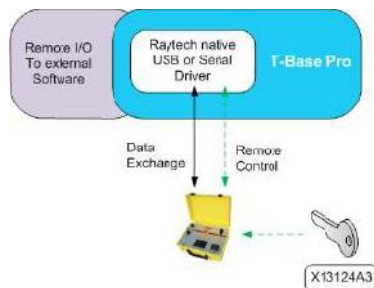 Remote I/O
To external
Software
Raytech native
USB or Serial
Driver
T-Base Pro
Data
Exchange
Remote
Control
X13124A3